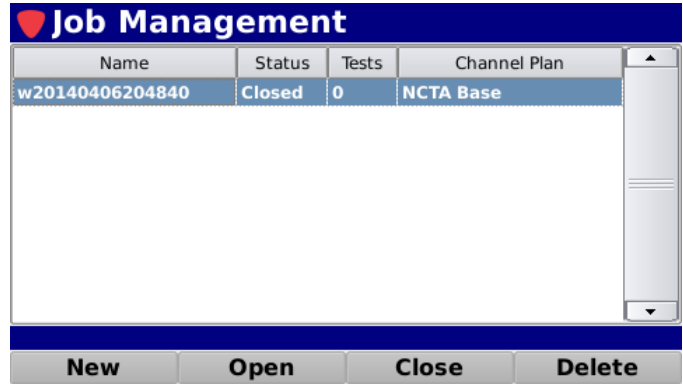 Job Management
Name Status Tests Channel Plan
w20140406204840 Closed 0 NCTA Base
New Open Close Delete